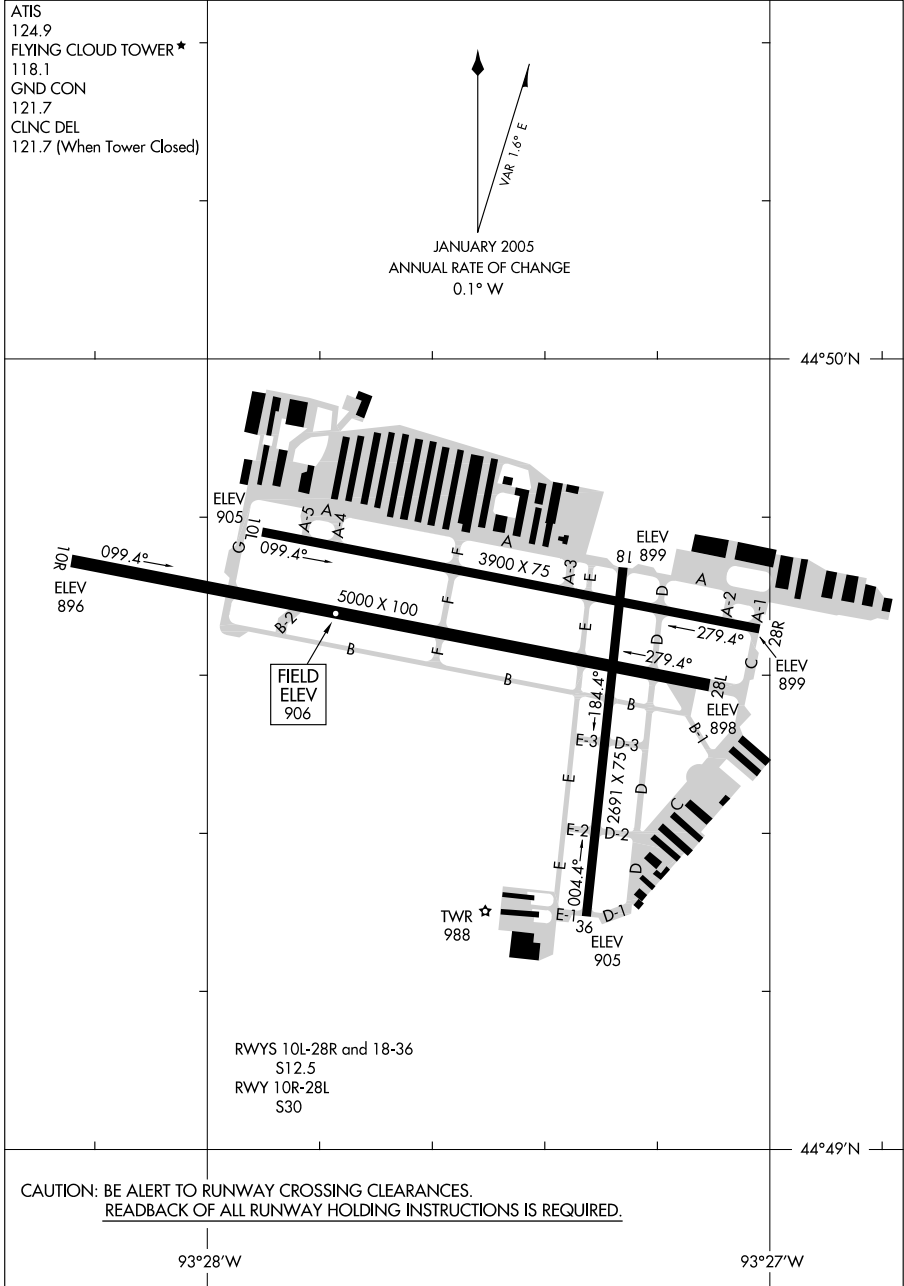 ATIS
124.9
FLYING CLOUD TOWER★
118.1
GND CON
121.7
CLNC DEL
121.7 (When Tower Closed)
VAR 1.6° E
JANUARY 2005
ANNUAL RATE OF CHANGE
0.1° W
44°50'N
ELEV
905
A-5
A
A-4
10L
099.4°
G
10R
099.4°
ELEV
896
F
A
3900 X 75
A-3
E
18
ELEV
899
D
A
A-2
A-1
28R
279.4°
ELEV
899
C
5000 X 100
F
E
D
279.4°
B-2
B
F
B
184.4°
B
28L
ELEV
898
B-1
FIELD
ELEV
906
E-3
D-3
E
2691 X 75
D
C
E-2
D-2
E
004.4°
D
TWR
988
E-1
36
D-1
ELEV
905
RWYS 10L-28R and 18-36
S12.5
RWY 10R-28L
S30
44°49'N
CAUTION: BE ALERT TO RUNWAY CROSSING CLEARANCES.
READBACK OF ALL RUNWAY HOLDING INSTRUCTIONS IS REQUIRED.
93°28'W
93°27'W